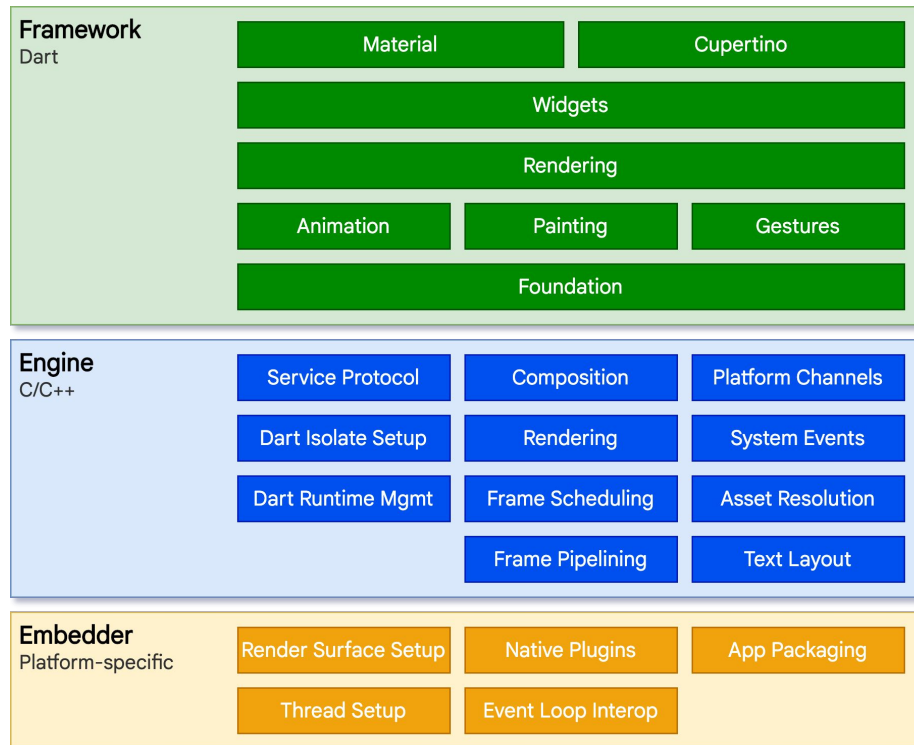 Framework
Dart
Material
Cupertino
Widgets
Rendering
Animation
Painting
Gestures
Foundation
Engine
C/C++
Service Protocol
Composition
Platform Channels
Dart Isolate Setup
Rendering
System Events
Dart Runtime Mgmt
Frame Scheduling
Asset Resolution
Frame Pipelining
Text Layout
Embedder
Platform-specific
Render Surface Setup
Native Plugins
App Packaging
Thread Setup
Event Loop Interop